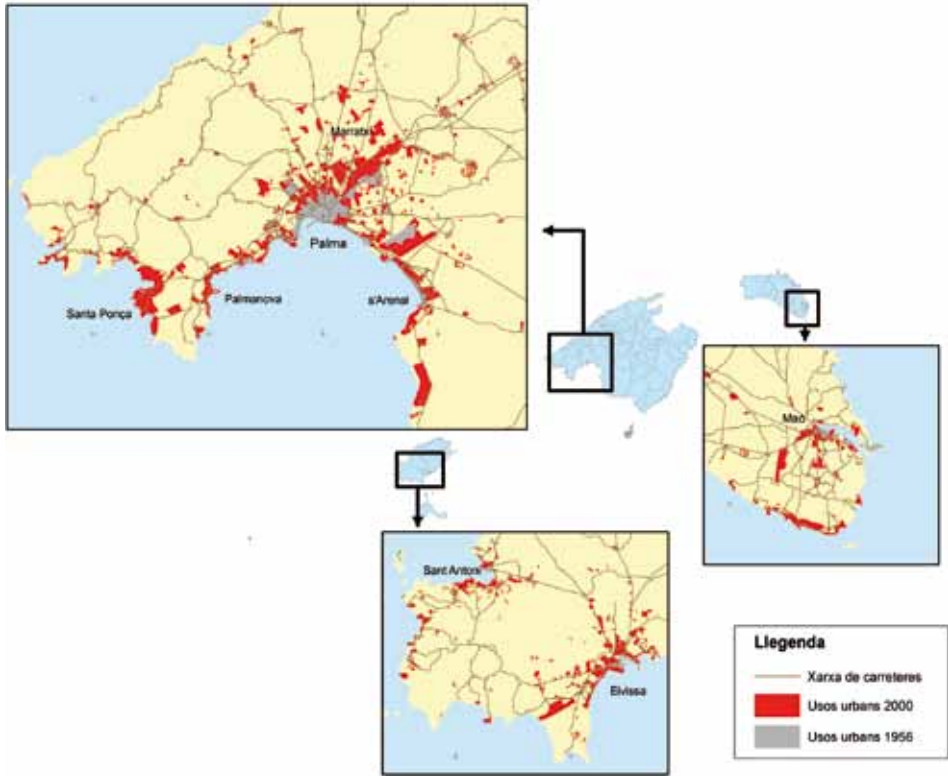 Marratxí
Palma
s'Arenal
Palmanova
Santa Ponça
Maó
Sant Antoni
Eivissa
Llegenda
Xarxa de carreteres
Usos urbans 2000
Usos urbans 1956